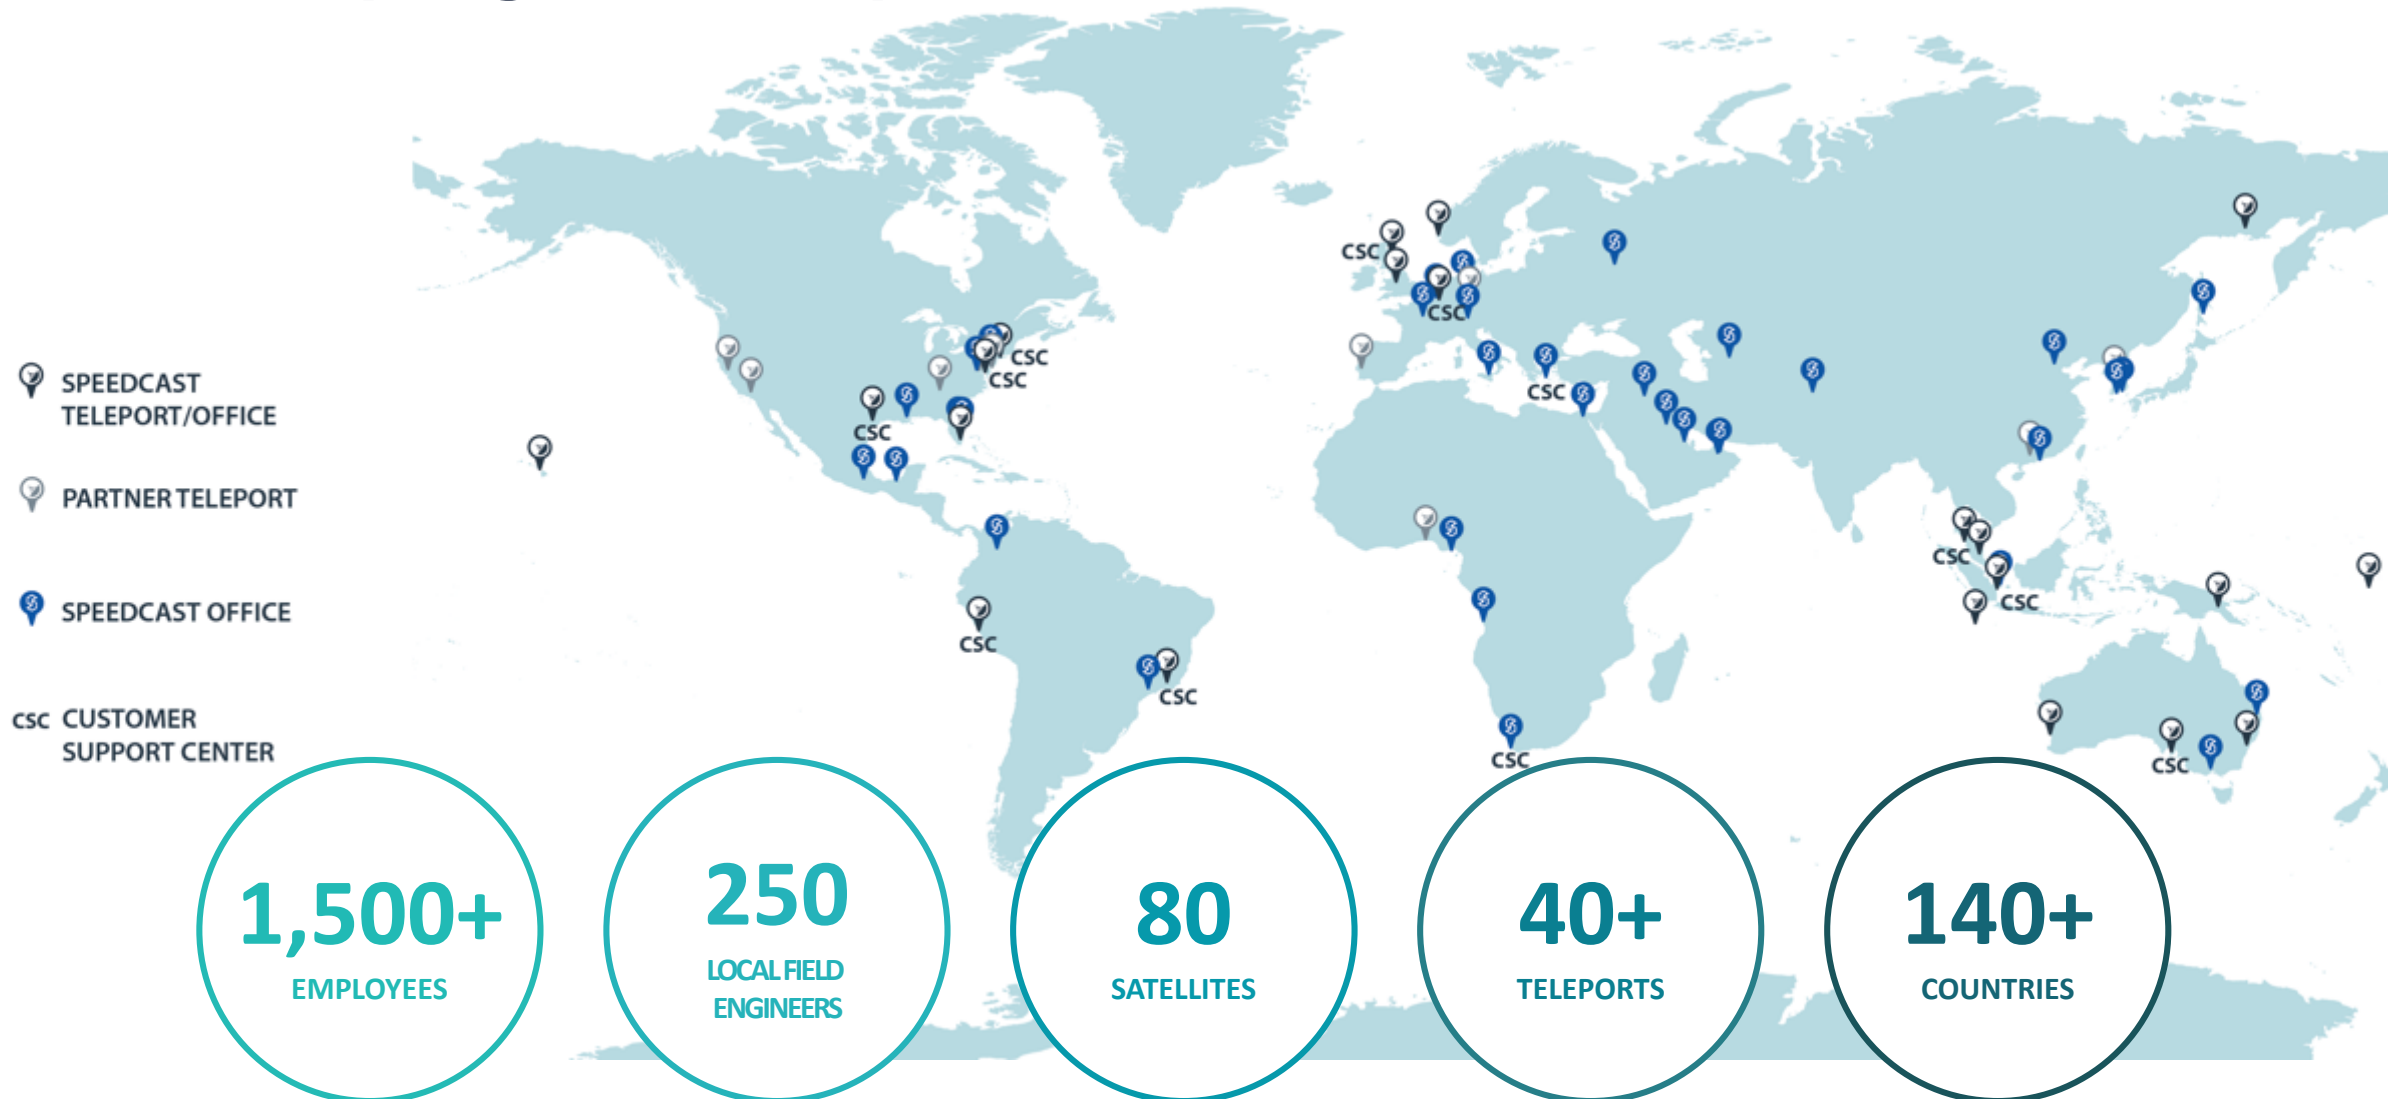 SPEEDCAST
TELEPORT/OFFICE
PARTNER TELEPORT
SPEEDCAST OFFICE
CSC CUSTOMER
SUPPORT CENTER
CSC
CSC
CSC
CSC
CSC
CSC
CSC
CSC
CSC
CSC
CSC
CSC
CSC
1,500+
EMPLOYEES
250
LOCAL FIELD
ENGINEERS
80
SATELLITES
40+
TELEPORTS
140+
COUNTRIES